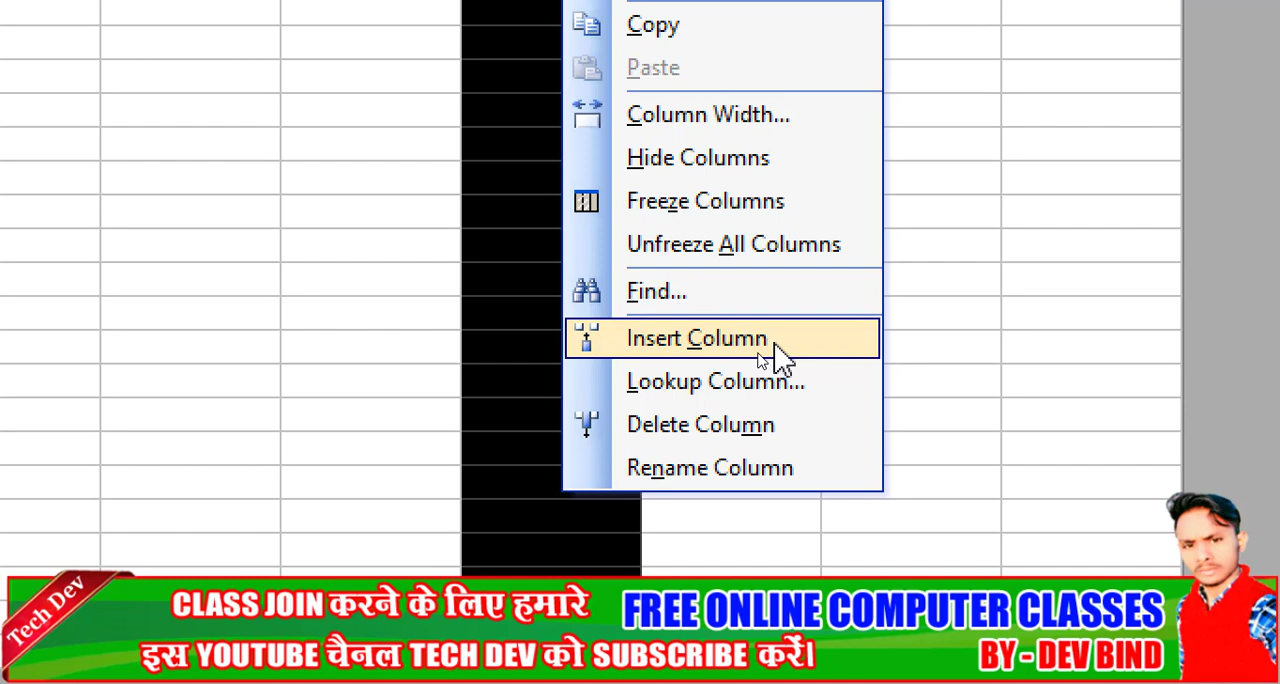 Copy
Paste
Column Width...
Hide Columns
Freeze Columns
Unfreeze All Columns
Find...
Insert Column
Lookup Column...
Delete Column
Rename Column
Tech Dev
CLASS JOIN करने के लिए हमारे
इस YOUTUBE चैनल TECH DEV को SUBSCRIBE करें।
FREE ONLINE COMPUTER CLASSES
BY - DEV BIND